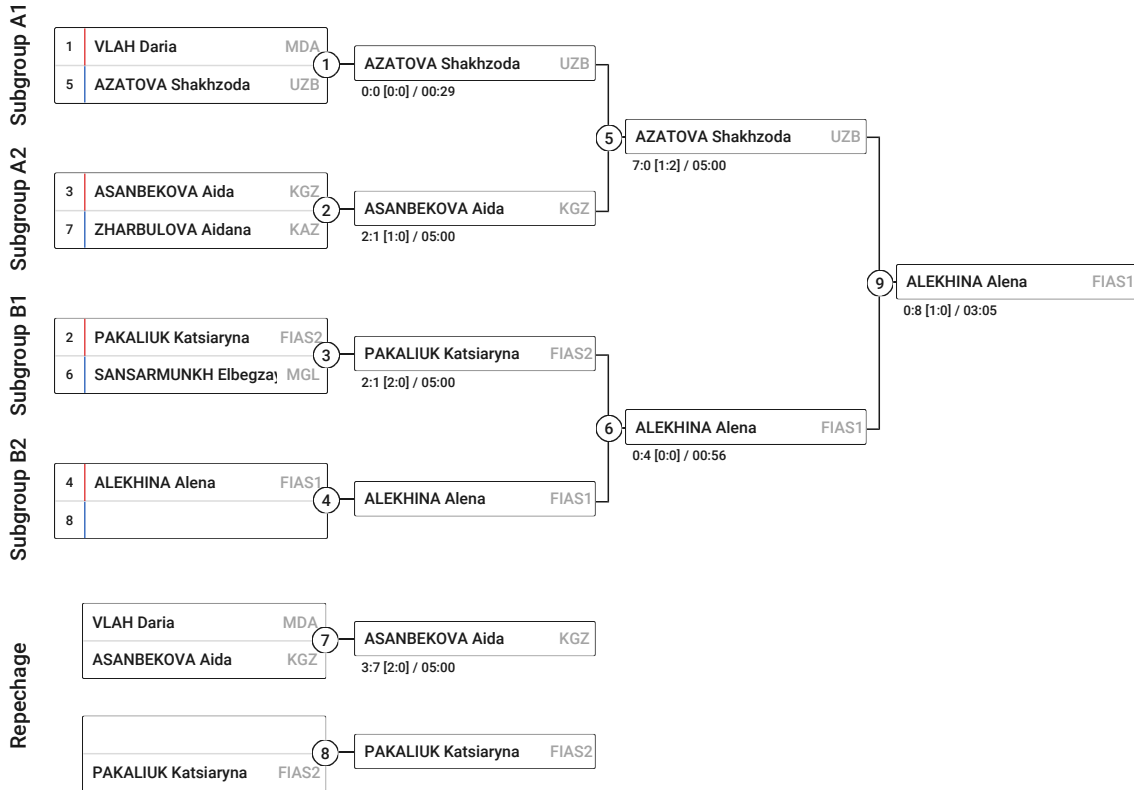 Subgroup A1
1 VLAH Daria MDA
5 AZATOVA Shakhzoda UZB
1
AZATOVA Shakhzoda UZB
0:0 [0:0] / 00:29
Subgroup A2
3 ASANBEKOVA Aida KGZ
7 ZHARBULOVA Aidana KAZ
2
ASANBEKOVA Aida KGZ
2:1 [1:0] / 05:00
5
AZATOVA Shakhzoda UZB
7:0 [1:2] / 05:00
Subgroup B1
2 PAKALIUK Katsiaryna FIAS2
6 SANSARMUNKH Elbegzay MGL
3
PAKALIUK Katsiaryna FIAS2
2:1 [2:0] / 05:00
Subgroup B2
4 ALEKHINA Alena FIAS1
8
4
ALEKHINA Alena FIAS1
6
ALEKHINA Alena FIAS1
0:4 [0:0] / 00:56
9
ALEKHINA Alena FIAS1
0:8 [1:0] / 03:05
Repechage
VLAH Daria MDA
ASANBEKOVA Aida KGZ
7
ASANBEKOVA Aida KGZ
3:7 [2:0] / 05:00
PAKALIUK Katsiaryna FIAS2
8
PAKALIUK Katsiaryna FIAS2